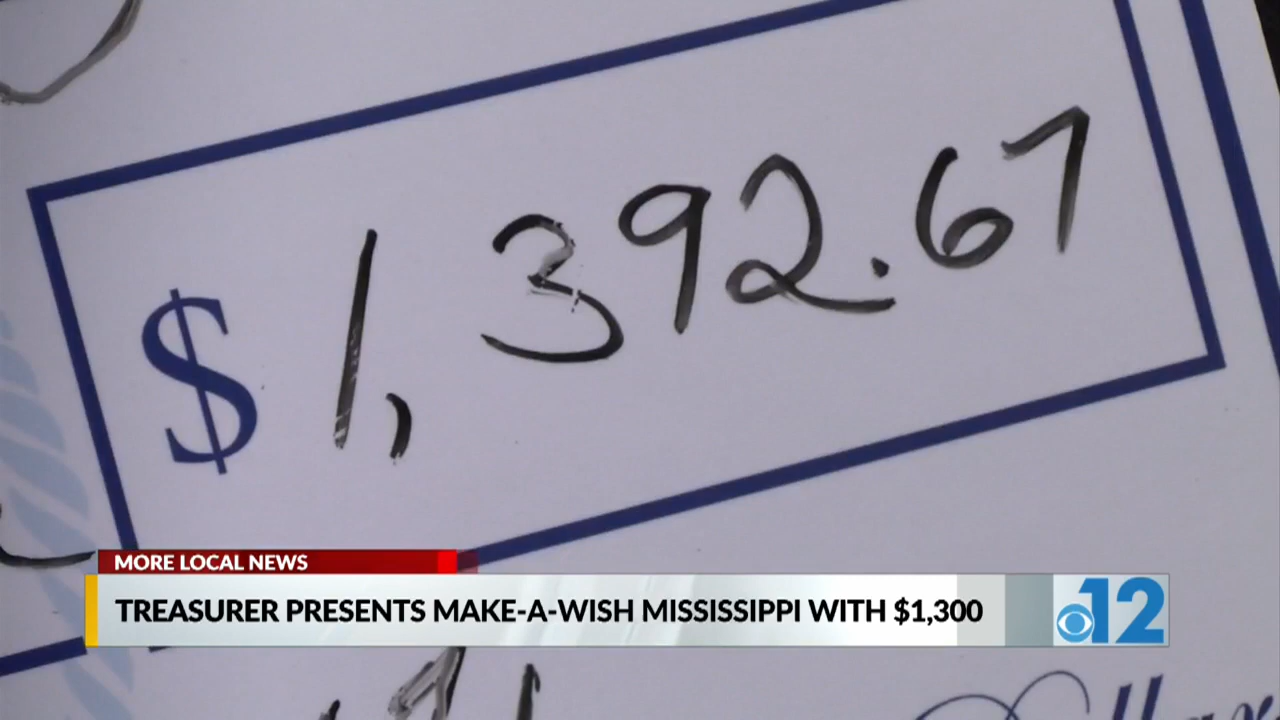 $ 1,392.67
MORE LOCAL NEWS
TREASURER PRESENTS MAKE-A-WISH MISSISSIPPI WITH $1,300
12